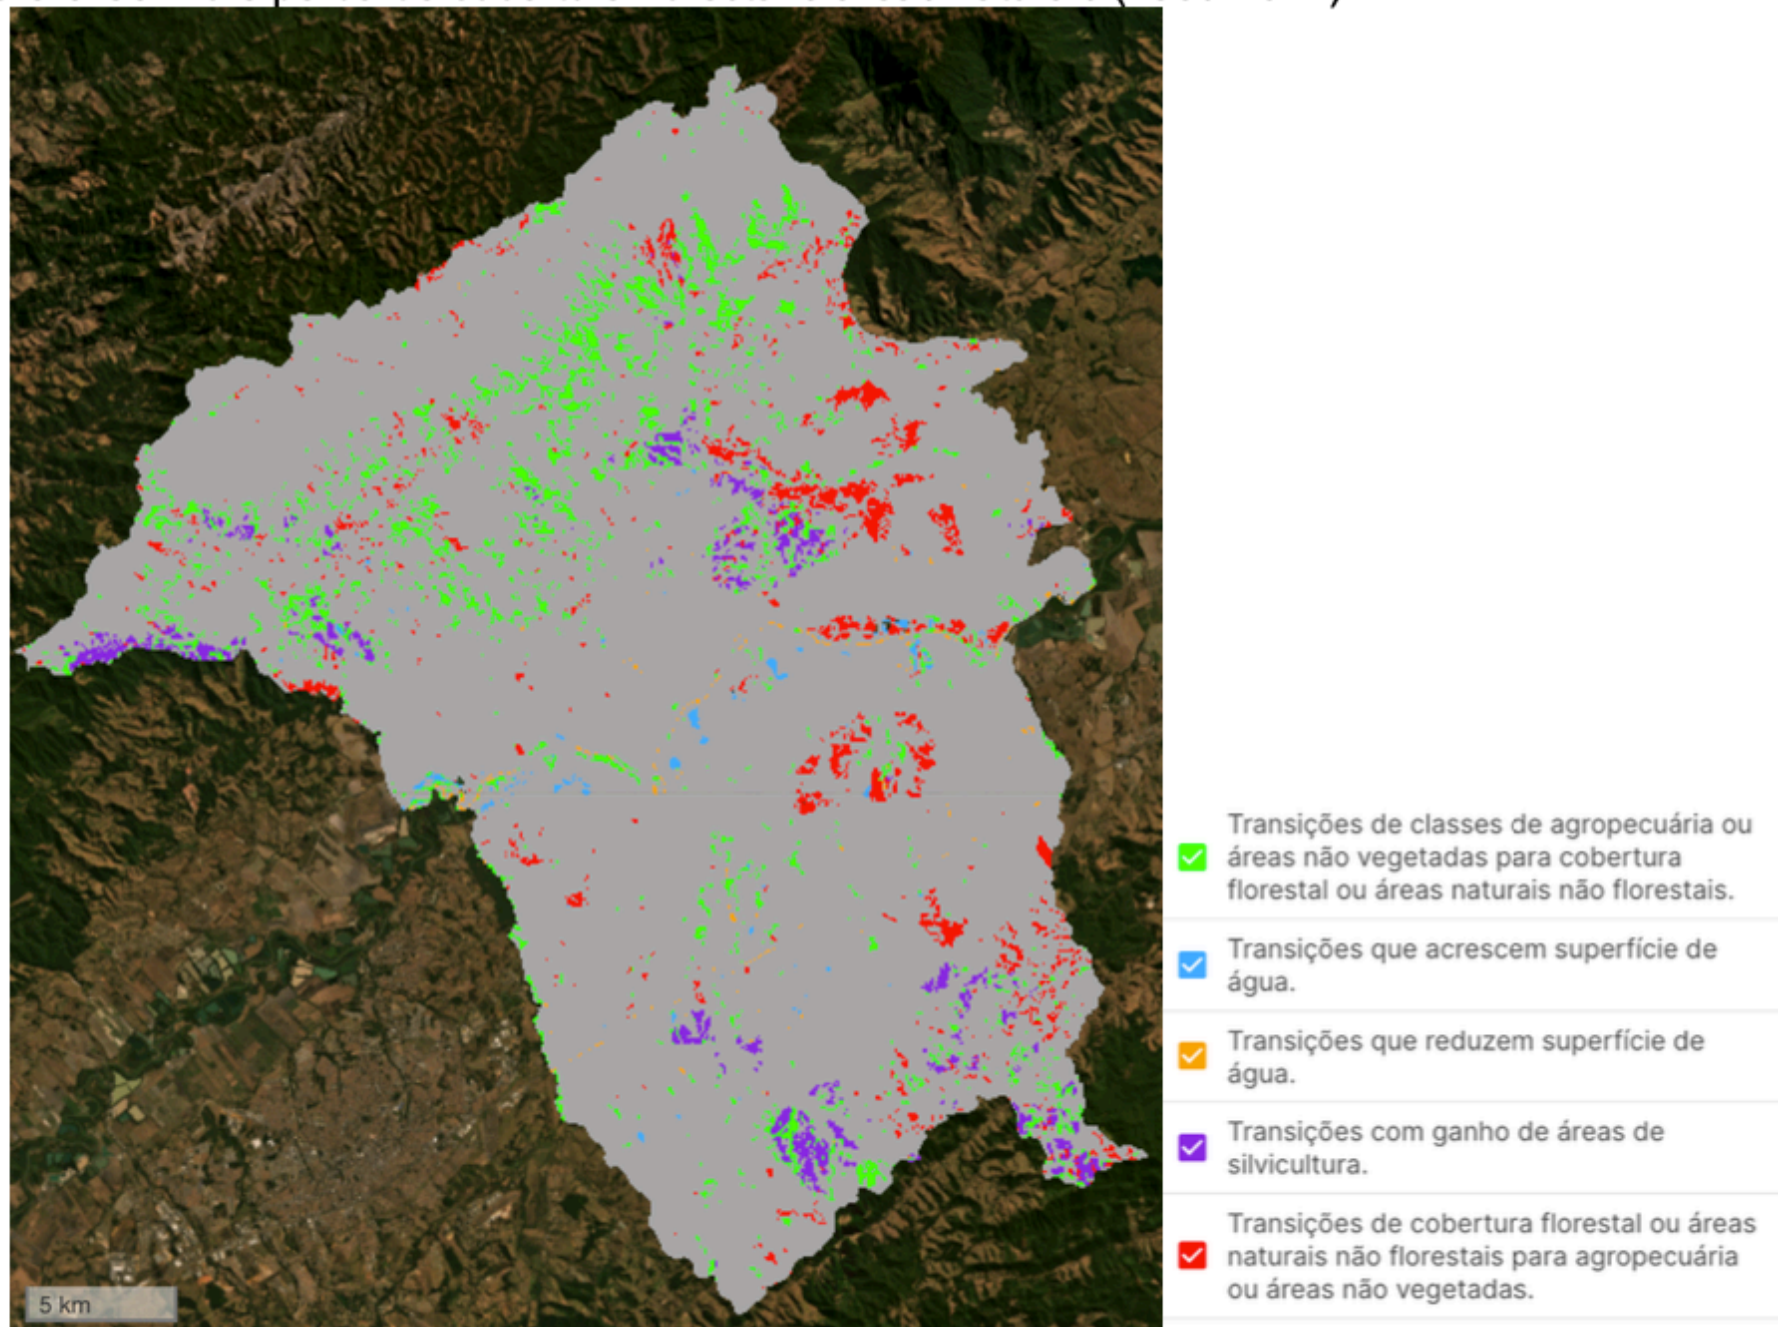 Transições de classes de agropecuária ou
áreas não vegetadas para cobertura
florestal ou áreas naturais não florestais.
Transições que acrescem superfície de
água.
Transições que reduzem superfície de
água.
Transições com ganho de áreas de
silvicultura.
Transições de cobertura florestal ou áreas
naturais não florestais para agropecuária
ou áreas não vegetadas.
5 km